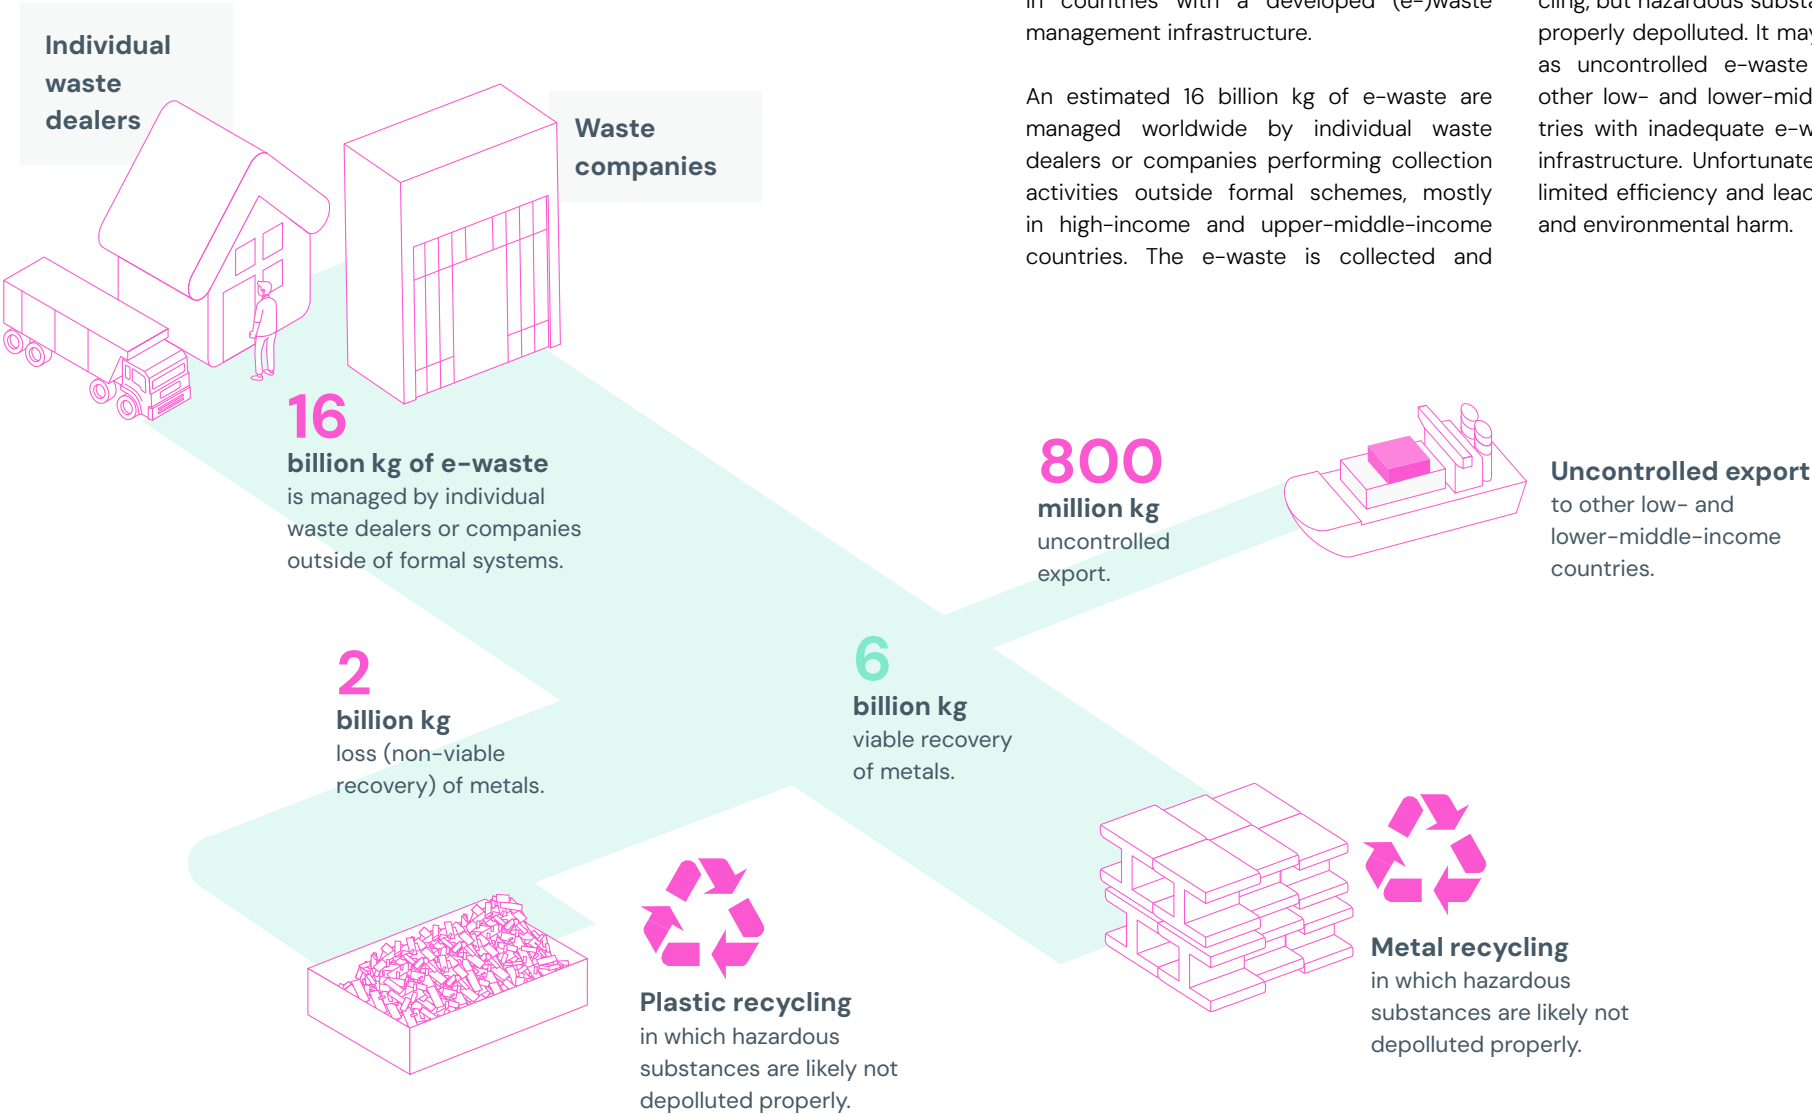 Individual
waste
dealers
Waste
companies
in countries with a developed (e-)waste
management infrastructure.
An estimated 16 billion kg of e-waste are
managed worldwide by individual waste
dealers or companies performing collection
activities outside formal schemes, mostly
in high-income and upper-middle-income
countries. The e-waste is collected and
cling, but hazardous
properly depolluted. It may
as uncontrolled e-waste
other low- and
tries with inadequate
infrastructure.
limited efficiency and
and environmental harm.
16
billion kg of e-waste
is managed by individual
waste dealers or companies
outside of formal systems.
800
million kg
uncontrolled
export.
Uncontrolled export
to other low- and
lower-middle-income
countries.
2
billion kg
loss (non-viable
recovery) of metals.
6
billion kg
viable recovery
of metals.
Plastic recycling
in which hazardous
substances are likely not
depolluted properly.
Metal recycling
in which hazardous
substances are likely not
depolluted properly.